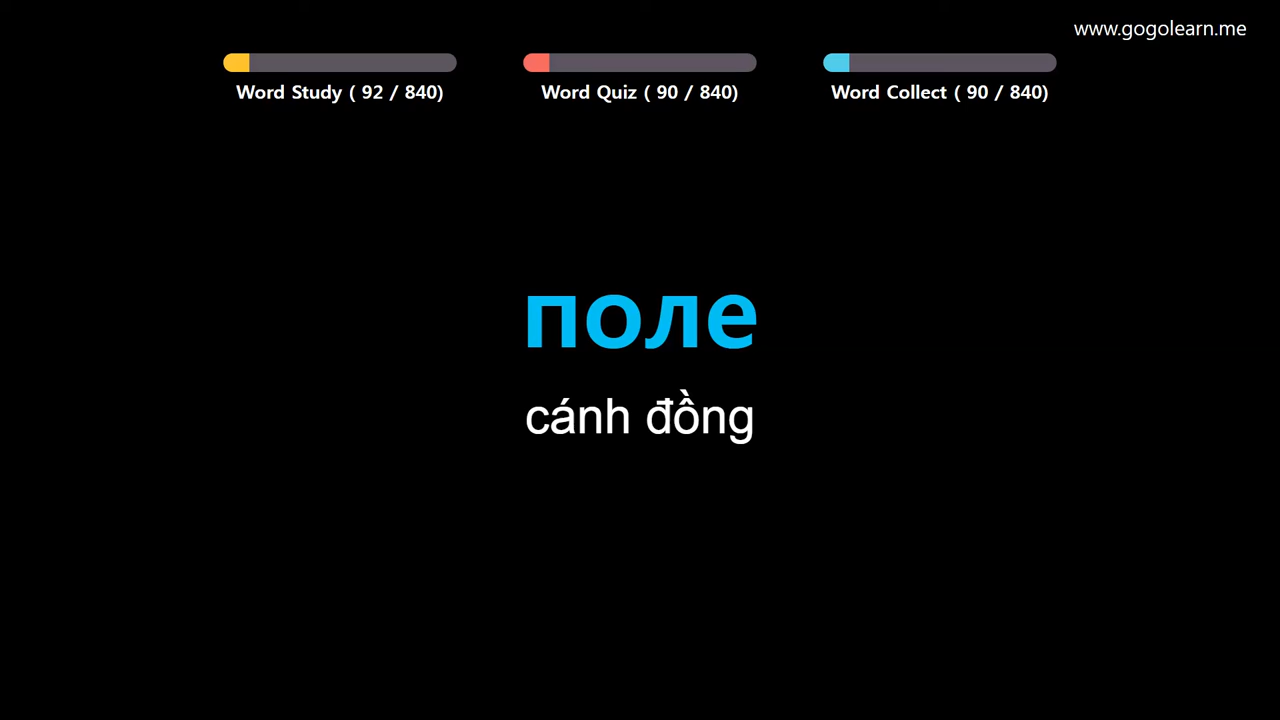 www.gogolearn.me
Word Study ( 92 / 840)
Word Quiz ( 90 / 840)
Word Collect ( 90 / 840)
поле
cánh đồng